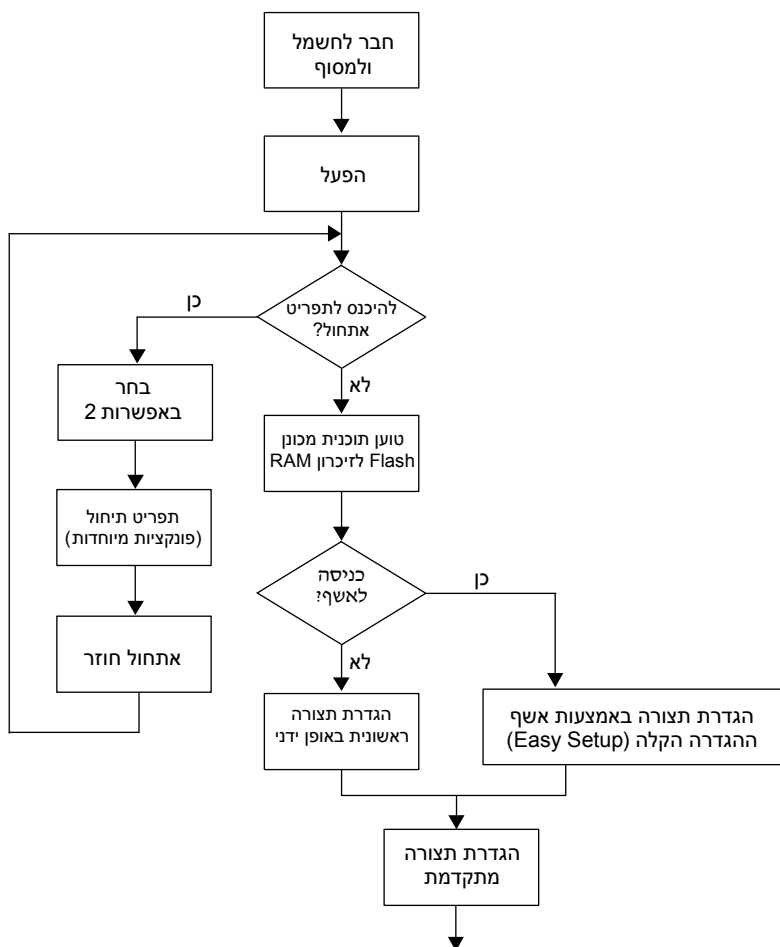 חבר לחשמל
ולמסוף
הפעל
להיכנס לתפריט
אתחול?
כן
לא
בחר
באפשרות 2
טוען תוכנית מכונן
Flash לזיכרון RAM
תפריט תיחול
(פונקציות מיוחדות)
כניסה
לאשף?
כן
לא
אתחול חוזר
הגדרת תצורה
ראשונית באופן ידני
הגדרת תצורה באמצעות אשף
ההגדרה הקלה (Easy Setup)
הגדרת תצורה
מתקדמת